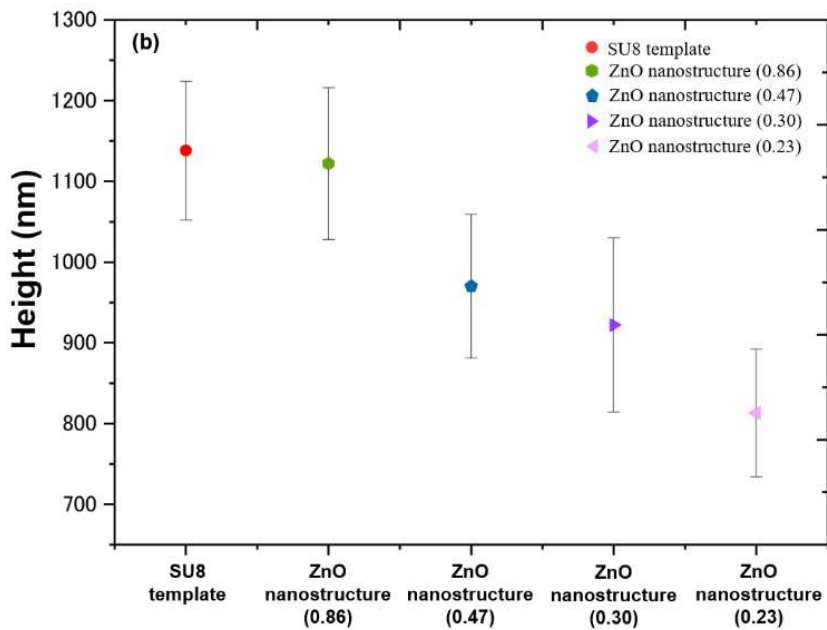 1300
1200
1100
1000
900
800
700
Height (nm)
(b)
SU8 template
ZnO nanostructure (0.86)
ZnO nanostructure (0.47)
ZnO nanostructure (0.30)
ZnO nanostructure (0.23)
SU8
template
ZnO
nanostructure
(0.86)
ZnO
nanostructure
(0.47)
ZnO
nanostructure
(0.30)
ZnO
nanostructure
(0.23)